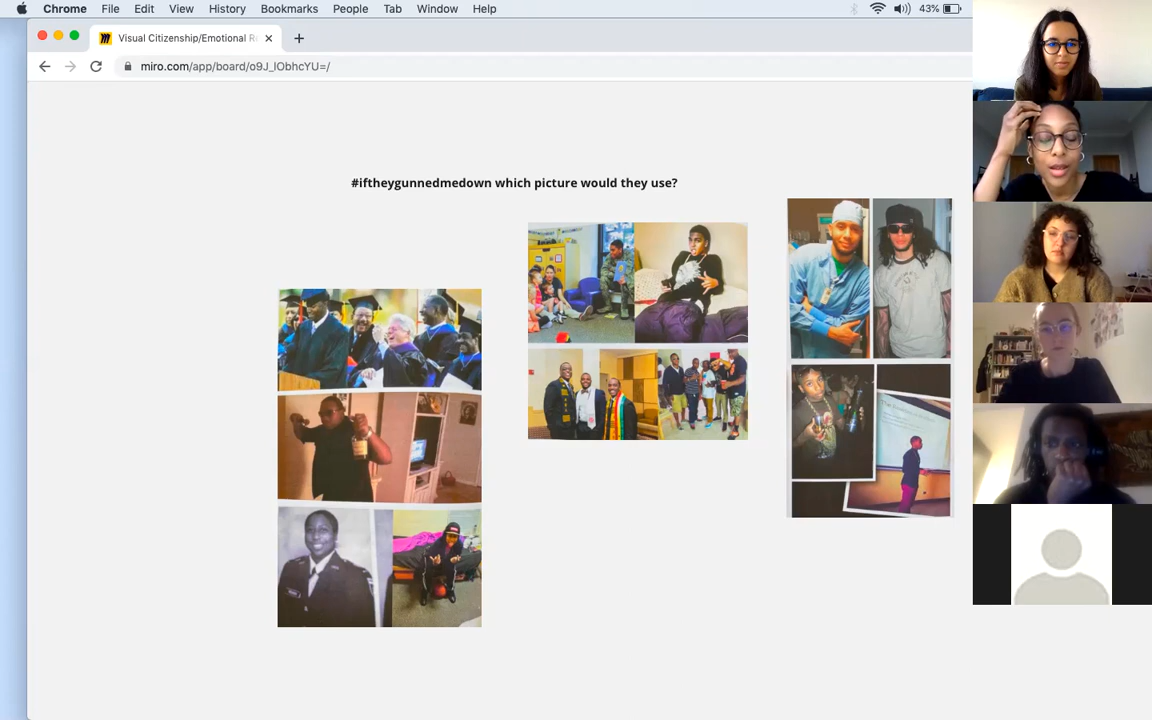 Chrome File Edit View History Bookmarks People Tab Window Help 43%
Visual Citizenship/Emotional R
miro.com/app/board/o9J_lObhcYU=/
#iftheygunnedmedown which picture would they use?